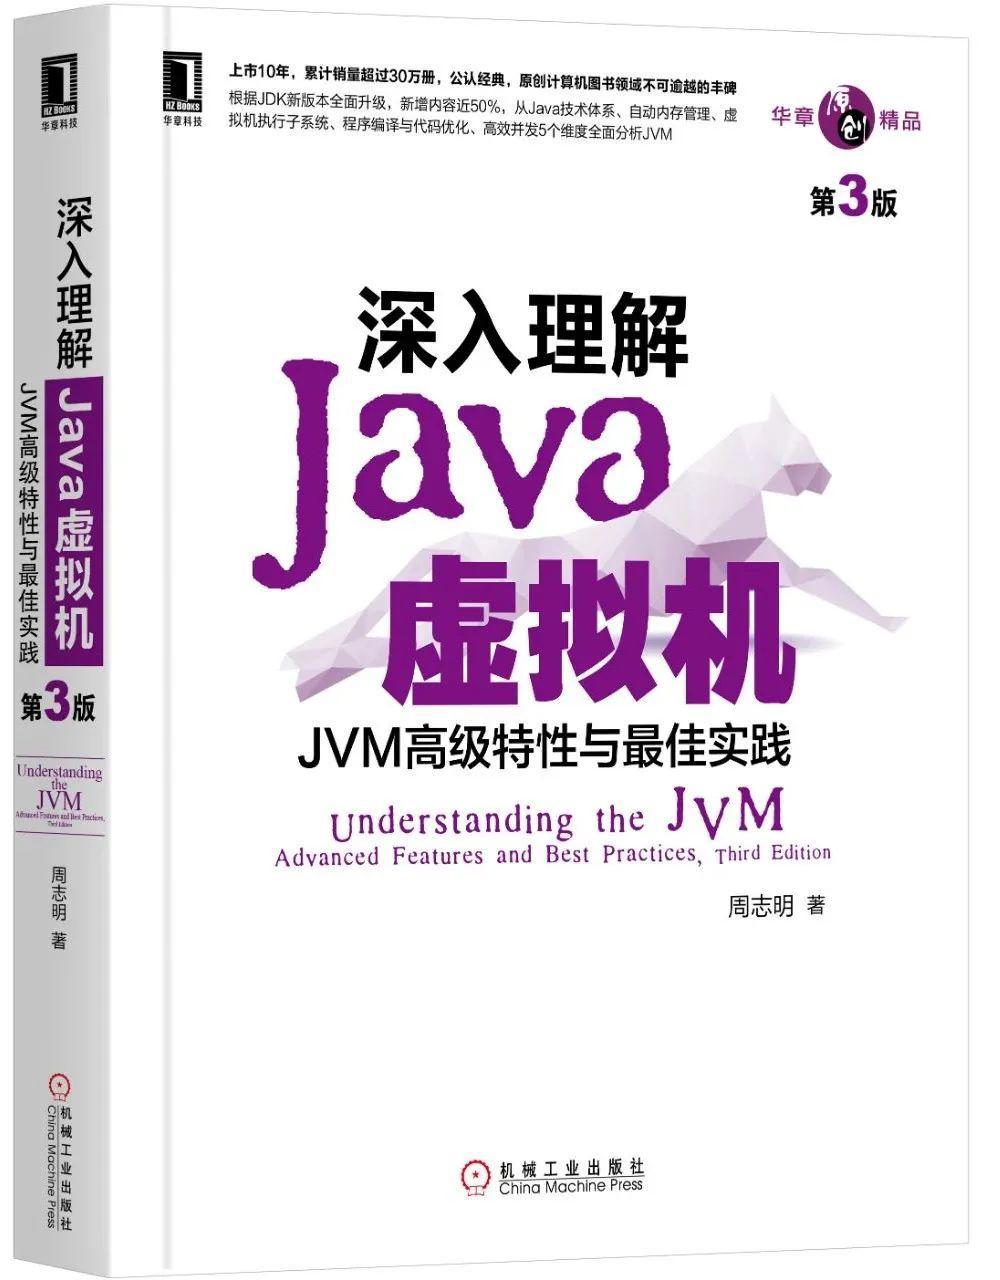 HZ BOOKS
华章科技
深入理解
Java虚拟机
JVM高级特性与最佳实践
第3版
Understanding
the
JVM
Advanced Features and Best Practices,
Third Edition
周志明 著
机械工业出版社
China Machine Press
HZ BOOKS
华章科技
上市10年，累计销量超过30万册，公认经典，原创计算机图书领域不可逾越的丰碑
根据JDK新版本全面升级，新增内容近50%，从Java技术体系、自动内存管理、虚
拟机执行子系统、程序编译与代码优化、高效并发5个维度全面分析JVM
华章原创精品
第3版
深入理解
Java
虚拟机
JVM高级特性与最佳实践
Understanding the JVM
Advanced Features and Best Practices, Third Edition
周志明 著
机械工业出版社
China Machine Press